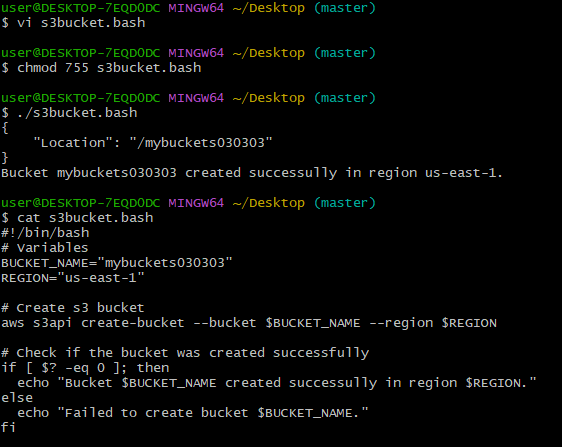 user@DESKTOP-7EQD0DC MINGW64 ~/Desktop (master)
$ vi s3bucket.bash
user@DESKTOP-7EQD0DC MINGW64 ~/Desktop (master)
$ chmod 755 s3bucket.bash
user@DESKTOP-7EQD0DC MINGW64 ~/Desktop (master)
$ ./s3bucket.bash
{
    "Location": "/mybuckets030303"
}
Bucket mybuckets030303 created successully in region us-east-1.
user@DESKTOP-7EQD0DC MINGW64 ~/Desktop (master)
$ cat s3bucket.bash
#!/bin/bash
# Variables
BUCKET_NAME="mybuckets030303"
REGION="us-east-1"
# Create s3 bucket
aws s3api create-bucket --bucket $BUCKET_NAME --region $REGION
# Check if the bucket was created successfully
if [ $? -eq 0 ]; then
  echo "Bucket $BUCKET_NAME created successully in region $REGION."
else
  echo "Failed to create bucket $BUCKET_NAME."
fi